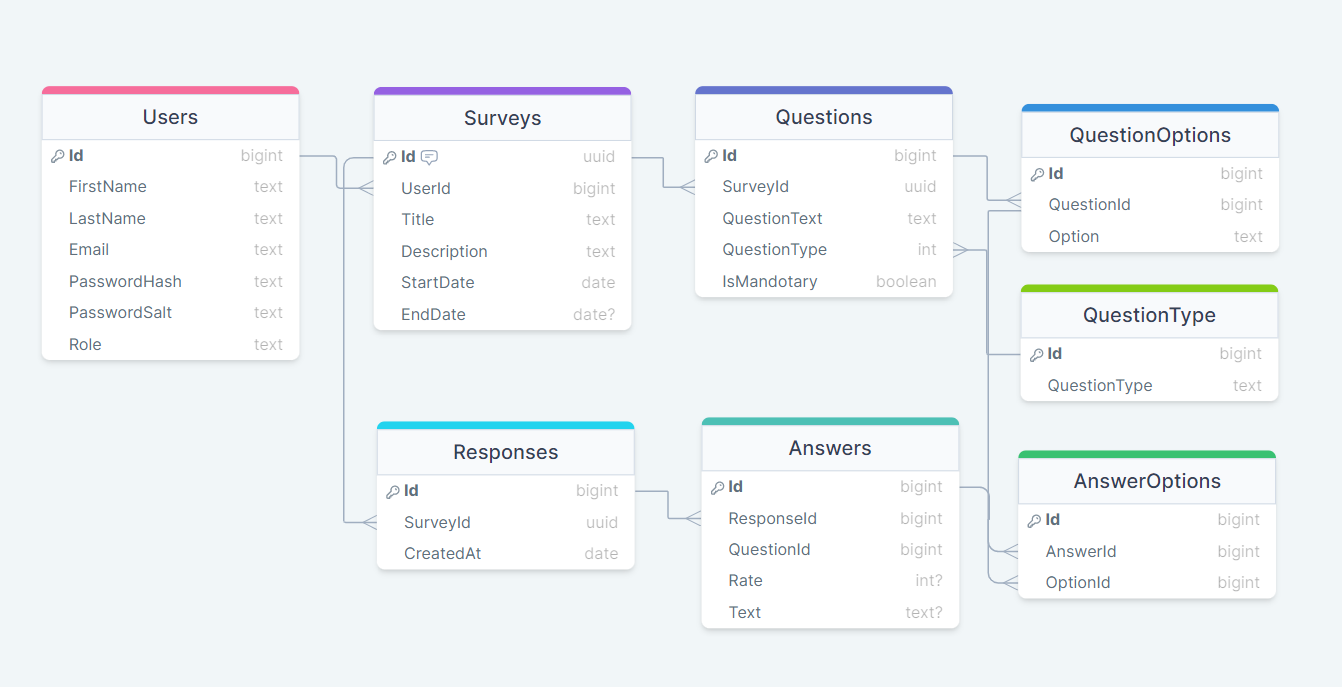 Users
Id bigint
FirstName text
LastName text
Email text
PasswordHash text
PasswordSalt text
Role text
Surveys
Id uuid
UserId bigint
Title text
Description text
StartDate date
EndDate date?
Questions
Id bigint
SurveyId uuid
QuestionText text
QuestionType int
IsMandotary boolean
QuestionOptions
Id bigint
QuestionId bigint
Option text
QuestionType
Id bigint
QuestionType text
Responses
Id bigint
SurveyId uuid
CreatedAt date
Answers
Id bigint
ResponseId bigint
QuestionId bigint
Rate int?
Text text?
AnswerOptions
Id bigint
AnswerId bigint
OptionId bigint